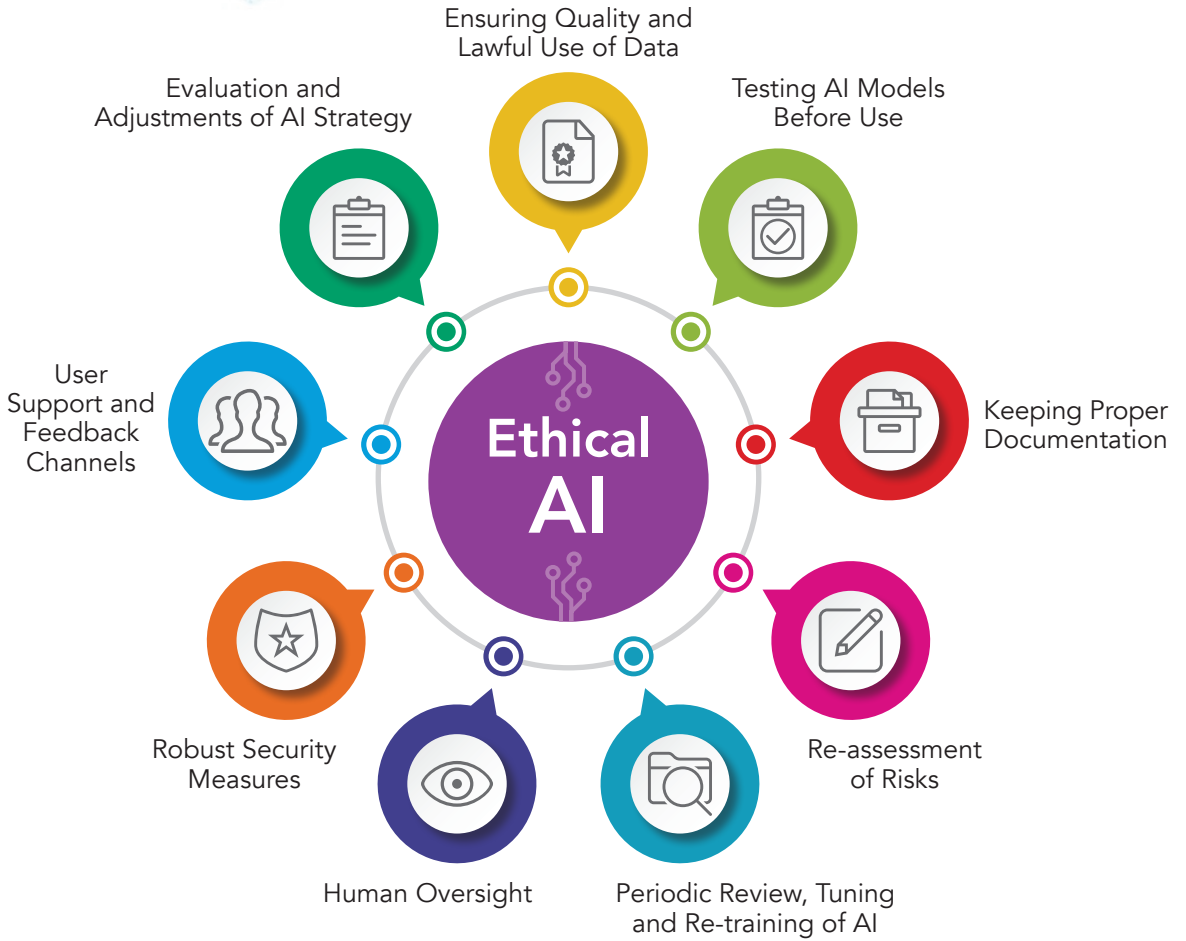 Ensuring Quality and
Lawful Use of Data
Testing AI Models
Before Use
Keeping Proper
Documentation
Re-assessment
of Risks
Periodic Review, Tuning
and Re-training of AI
Human Oversight
Robust Security
Measures
User
Support and
Feedback
Channels
Evaluation and
Adjustments of AI Strategy
Ethical
AI